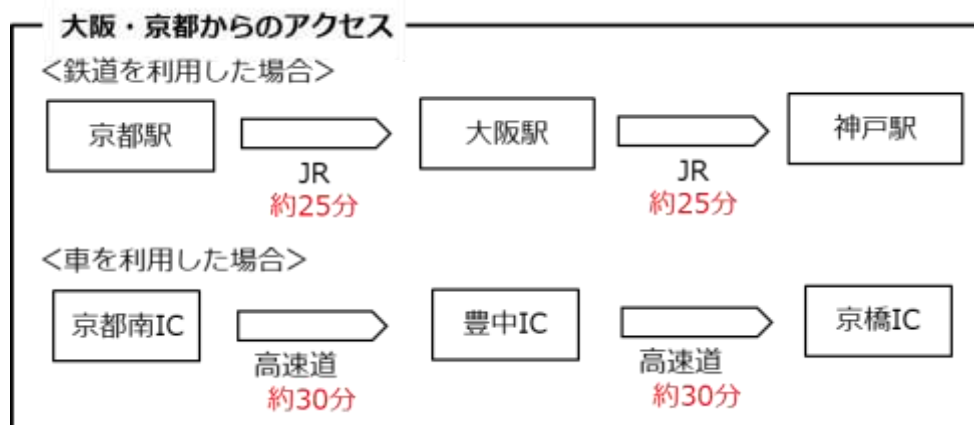 大阪・京都からのアクセス
＜鉄道を利用した場合＞
京都駅 大阪駅 神戸駅
JR JR
約25分 約25分
＜車を利用した場合＞
京都南IC 豊中IC 京橋IC
高速道 高速道
約30分 約30分